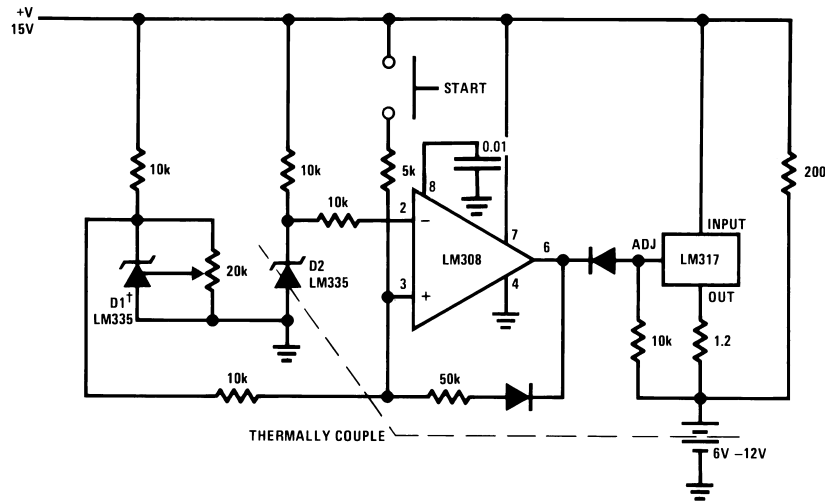 +V
15V
START
10k
10k
5k
0.01
200
8
10k
2
–
7
INPUT
D2
LM335
LM308
6
ADJ
LM317
20k
D1†
LM335
3
+
4
OUT
10k
1.2
10k
50k
THERMALLY COUPLE
6V –12V